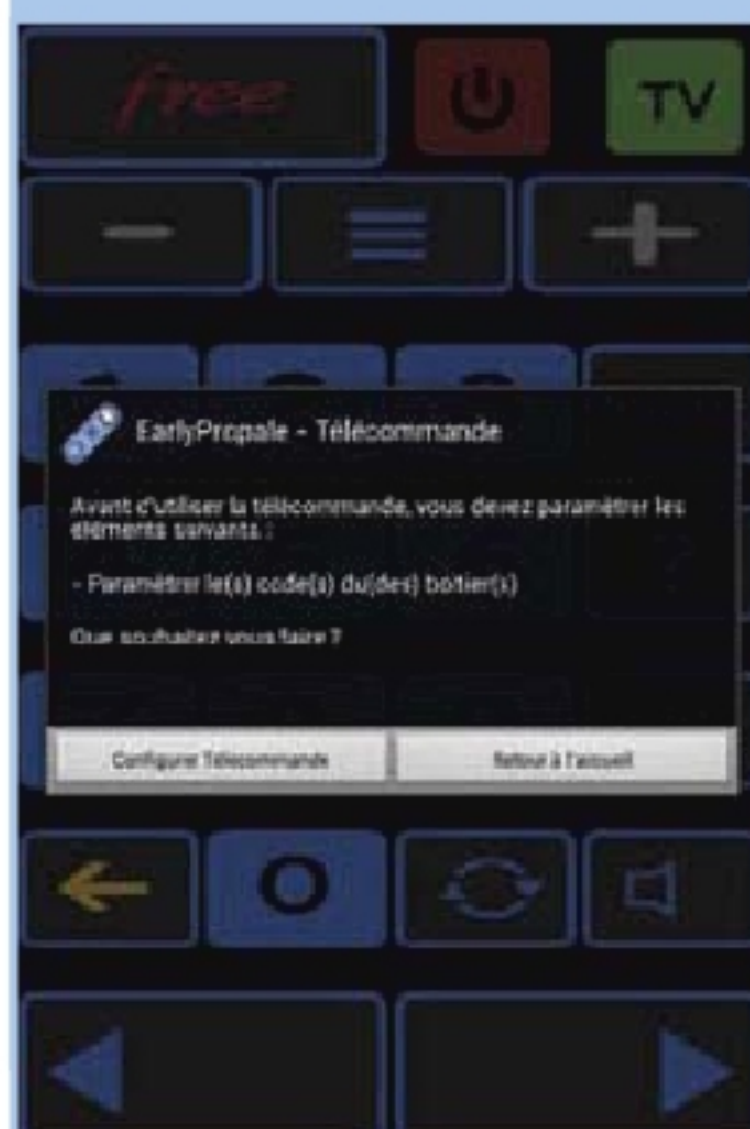 free
TV
EarlyPropale - Télécommande
Avant d'utiliser la télécommande, vous devez paramétrer les
éléments suivants :
- Paramétrer le(s) code(s) du(des) boitier(s)
Que souhaitez vous faire ?
Configurer Télécommande
Retour à l'accueil
0